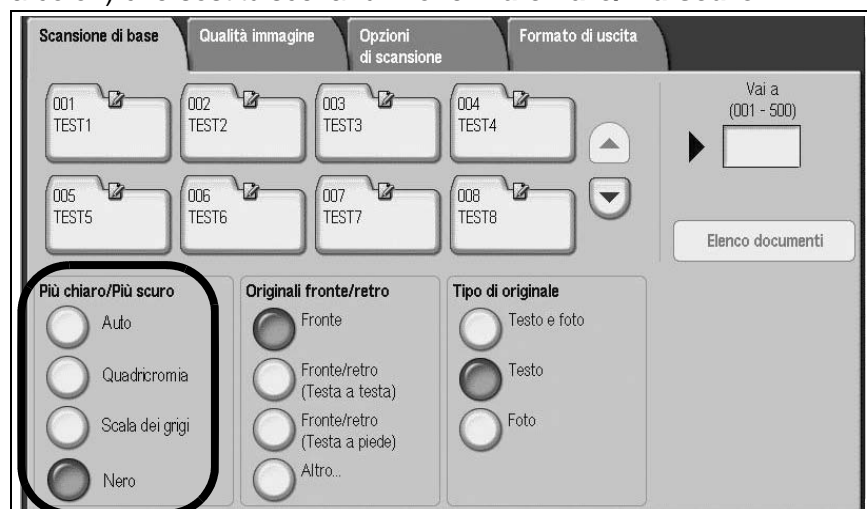 Scansione di base
Qualità immagine
Opzioni
di scansione
Formato di uscita
001
TEST1
002
TEST2
003
TEST3
004
TEST4
Vai a
(001 - 500)
005
TEST5
006
TEST6
007
TEST7
008
TEST8
Elenco documenti
Più chiaro/Più scuro
Auto
Quadricromia
Scala dei grigi
Nero
Originali fronte/retro
Fronte
Fronte/retro
(Testa a testa)
Fronte/retro
(Testa a piede)
Altro...
Tipo di originale
Testo e foto
Testo
Foto